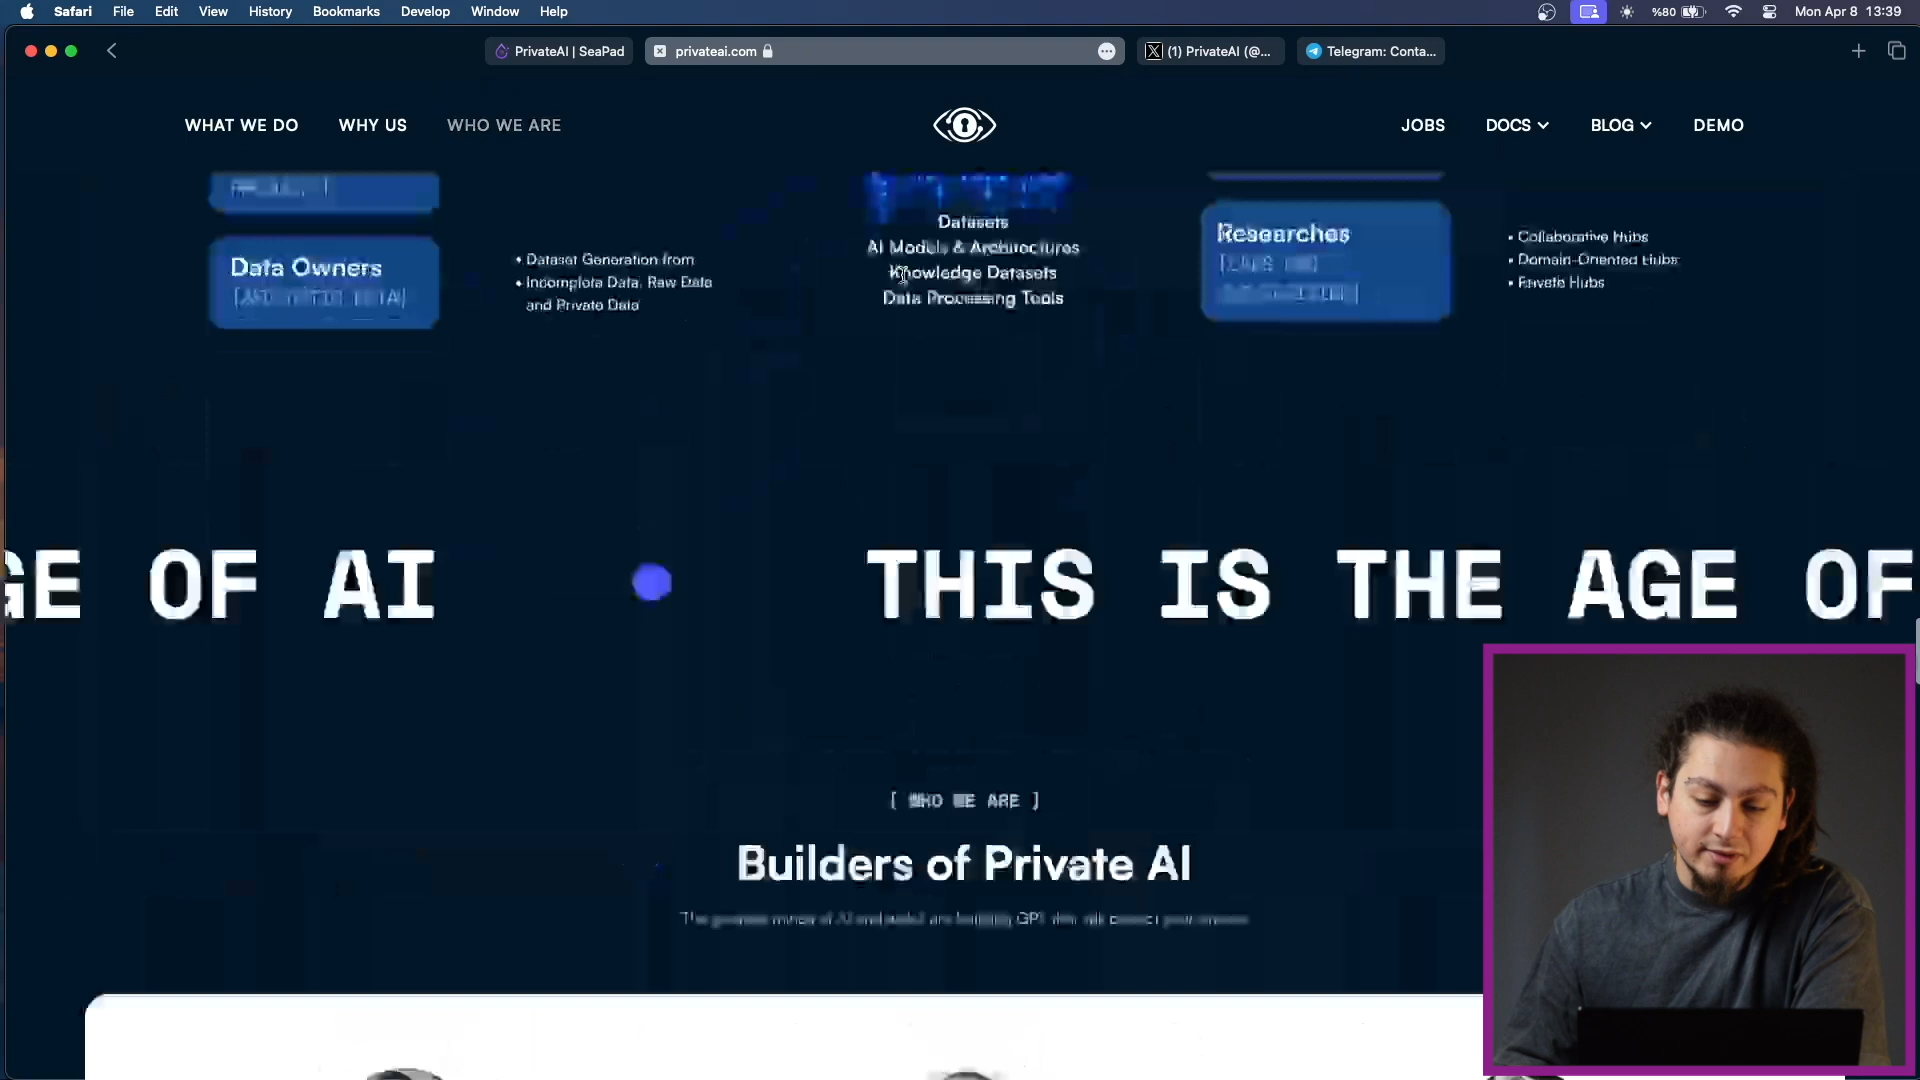 Safari File Edit View History Bookmarks Develop Window Help %80 Mon Apr 8 13:39
PrivateAI | SeaPad privateai.com (1) PrivateAI (@... Telegram: Conta...
WHAT WE DO WHY US WHO WE ARE JOBS DOCS BLOG DEMO
Data Owners
• Dataset Generation from
• Incomplete Data, Raw Data
and Private Data
Datasets
AI Models & Architectures
Knowledge Datasets
Data Processing Tools
Researches
• Collaborative Hubs
• Domain-Oriented Hubs
• Private Hubs
GE OF AI THIS IS THE AGE OF
[ WHO WE ARE ]
Builders of Private AI